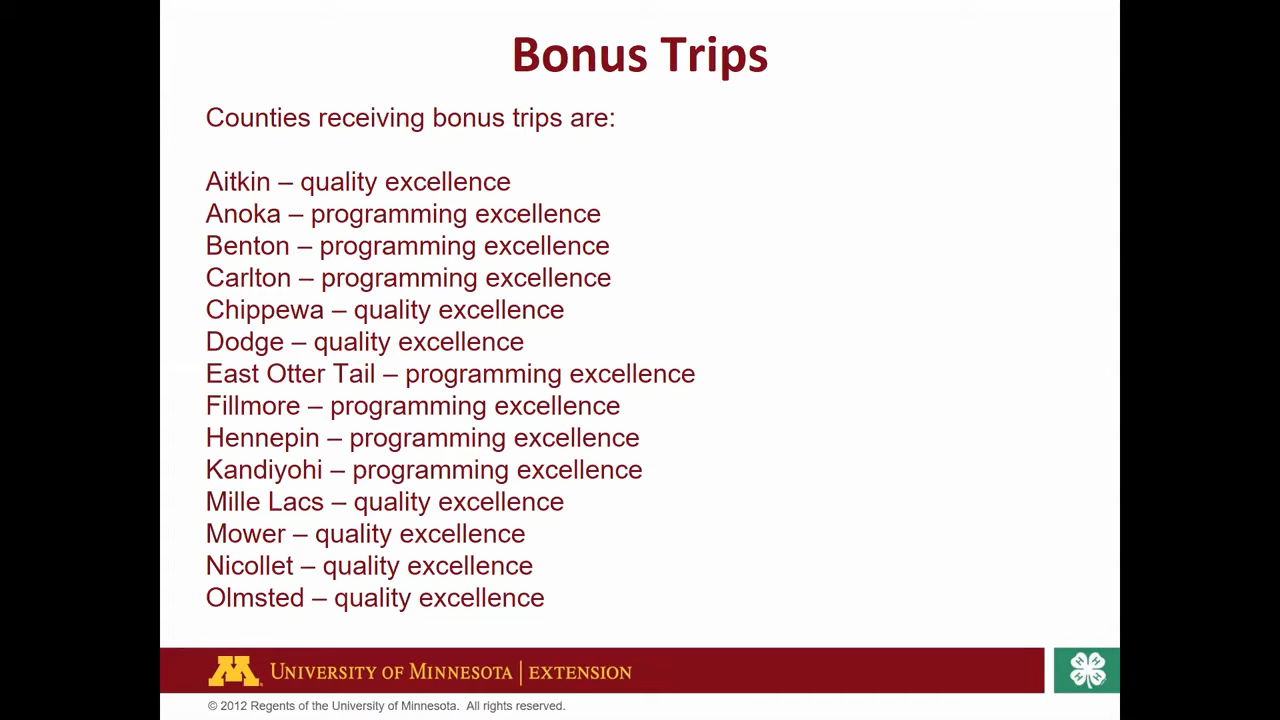 Bonus Trips
Counties receiving bonus trips are:
Aitkin – quality excellence
Anoka – programming excellence
Benton – programming excellence
Carlton – programming excellence
Chippewa – quality excellence
Dodge – quality excellence
East Otter Tail – programming excellence
Fillmore – programming excellence
Hennepin – programming excellence
Kandiyohi – programming excellence
Mille Lacs – quality excellence
Mower – quality excellence
Nicollet – quality excellence
Olmsted – quality excellence
M University of Minnesota | EXTENSION
H H H H
© 2012 Regents of the University of Minnesota. All rights reserved.